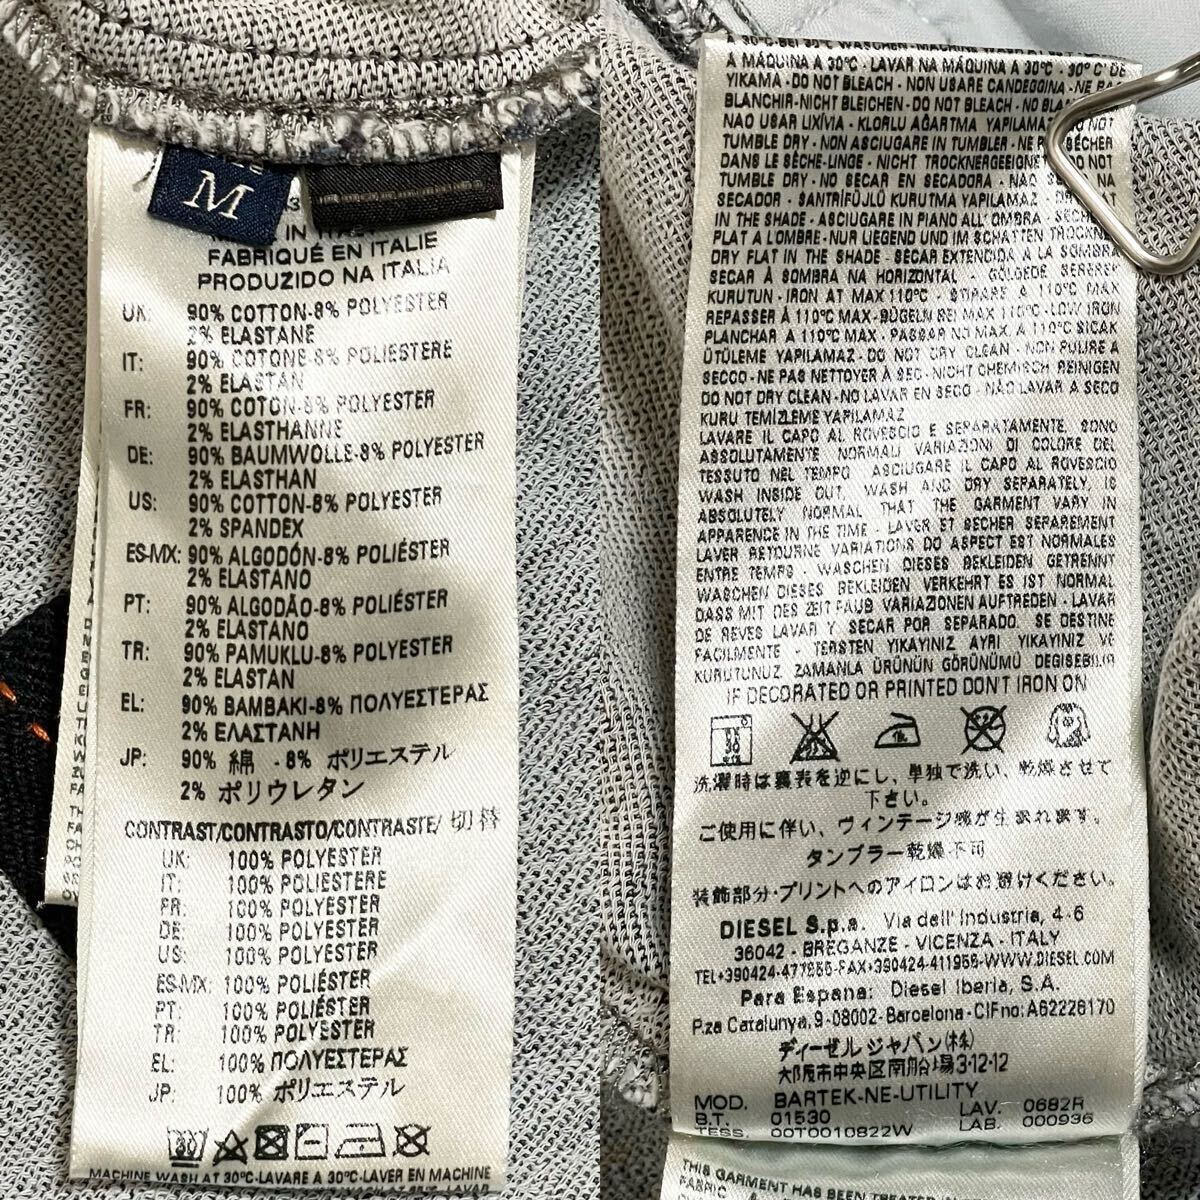 M
FABRIQUÉ EN ITALIE
PRODUZIDO NA ITALIA
UK: 90% COTTON-8% POLYESTER
2% ELASTANE
IT: 90% COTONE-8% POLIESTERE
2% ELASTAN
FR: 90% COTON-8% POLYESTER
2% ELASTHANNE
DE: 90% BAUMWOLLE-8% POLYESTER
2% ELASTHAN
US: 90% COTTON-8% POLYESTER
2% SPANDEX
ES-MX: 90% ALGODÓN-8% POLIÉSTER
2% ELASTANO
PT: 90% ALGODÃO-8% POLIÉSTER
2% ELASTANO
TR: 90% PAMUKLU-8% POLYESTER
2% ELASTAN
EL: 90% BAMBAKI-8% ΠΟΛΥΕΣΤΕΡΑΣ
2% ΕΛΑΣΤΑΝΗ
JP: 90% 綿 -8% ポリエステル
2% ポリウレタン
CONTRAST/CONTRASTO/CONTRASTE/ 切替
UK: 100% POLYESTER
IT: 100% POLIESTERE
FR: 100% POLYESTER
DE: 100% POLYESTER
US: 100% POLYESTER
ES-MX: 100% POLIÉSTER
PT: 100% POLIÉSTER
TR: 100% POLYESTER
EL: 100% ΠΟΛΥΕΣΤΕΡΑΣ
JP: 100% ポリエステル
MACHINE WASH AT 30°C-LAVARE A 30°C-LAVER EN MACHINE
À MÁQUINA A 30°C - LAVAR NA MÁQUINA A 30°C - 30° C' DE
YIKAMA - DO NOT BLEACH - NON USARE CANDEGGINA - NE PAS
BLANCHIR - NICHT BLEICHEN - DO NOT BLEACH - NO
NAO USAR LIXÍVIA - KLORLU AĞARTMA YAPILAMAZ NOT
TUMBLE DRY - NON ASCIUGARE IN TUMBLER - NE SÉCHER
DANS LE SÈCHE-LINGE - NICHT TROCKNERGEEIGNET DO NOT
TUMBLE DRY - NO SECAR EN SECADORA - NA
SECADOR - SANTRİFÜJLÜ KURUTMA YAPILAMAZ
IN THE SHADE - ASCIUGARE IN PIANO ALL'OMBRA -
PLAT A L'OMBRE - NUR LIEGEND UND IM SCHATTEN
DRY FLAT IN THE SHADE - SECAR EXTENDIDA A LA SOMBRA
SECAR À SOMBRA NA HORIZONTAL - GÖLGEDE SEREREK
KURUTUN - IRON AT MAX 110°C - STIRARE A 110°C MAX
REPASSER À 110°C MAX - BÜGELN BEI MAX 110°C - LOW IRON
PLANCHAR A 110°C MAX - PASSAR NO MAX. A 110°C SICAK
ÜTÜLEME YAPILAMAZ - DO NOT DRY CLEAN - NON PULIRE A
SECCO - NE PAS NETTOYER À SEC - NICHT CHEMISCH REINIGEN
DO NOT DRY CLEAN - NO LAVAR EN SECO - NÃO LAVAR A SECO
KURU TEMIZLEME YAPILAMAZ
LAVARE IL CAPO AL ROVESCIO E SEPARATAMENTE. SONO
ASSOLUTAMENTE NORMALI VARIAZIONI DI COLORE DEL
TESSUTO NEL TEMPO ASCIUGARE IL CAPO AL ROVESCIO
WASH INSIDE OUT. WASH AND DRY SEPARATELY, IS
ABSOLUTELY NORMAL THAT THE GARMENT VARY IN
APPARENCE IN THE TIME - LAVER ET SECHER SEPAREMENT
LAVER RETOURNE VARIATIONS DO ASPECT EST NORMALES
ENTRE TEMPS - WASCHEN DIESES BEKLEIDEN GETRENNT
WASCHEN DIESES BEKLEIDEN VERKEHRT ES IST NORMAL
DASS MIT DES ZEIT FAUB VARIAZIONEN AUFTREDEN - LAVAR
DE REVES LAVAR Y SECAR POR SEPARADO. SE DESTINE
FACILMENTE - TERSTEN YIKAYINIZ AYRI YIKAYINIZ VE
KURUTUNUZ. ZAMANLA ÜRÜNÜN GÖRÜNÜMÜ DEGISEBILIR
IF DECORATED OR PRINTED DON'T IRON ON
洗濯時は裏表を逆にし、単独で洗い、乾燥させて
下さい。
ご使用に伴い、ヴィンテージ感が生まれます。
タンブラー乾燥不可
装飾部分・プリントへのアイロンはお避けください。
DIESEL S.p.a. Via dell' Industria, 4-6
36042 - BREGANZE - VICENZA - ITALY
TEL+390424-477555-FAX+390424-411955-WWW.DIESEL.COM
Para Espana: Diesel Iberia, S.A.
P.za Catalunya,9-08002-Barcelona-CIFno:A62226170
ディーゼル ジャパン(株)
大阪市中央区南船場3-12-12
MOD. BARTEK-NE-UTILITY
B.T. 01530 LAV. 0682R
TESS. 00T0010822W LAB. 000936
THIS GARMENT HAS BEEN TREATED
FABRIC